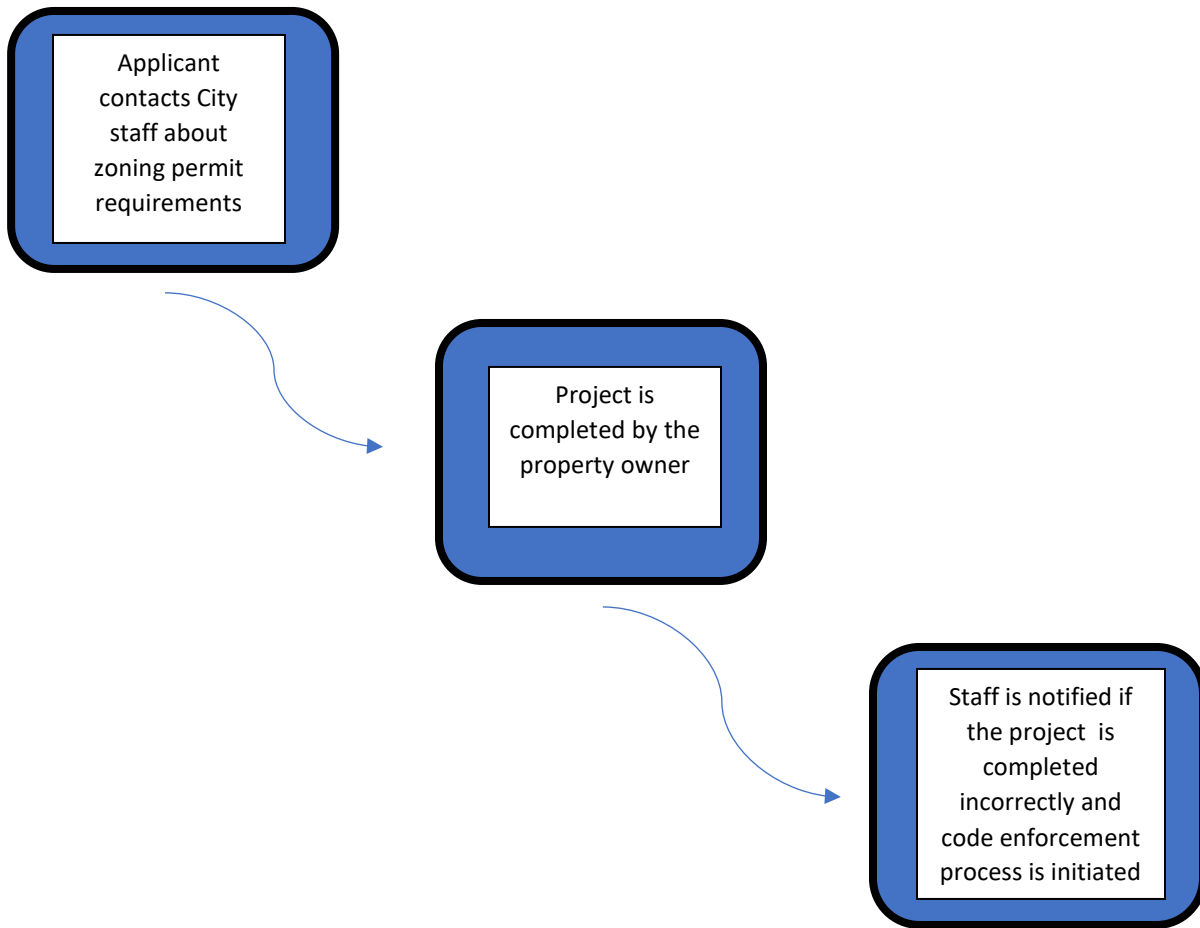 Applicant
contacts City
staff about
zoning permit
requirements
Project is
completed by the
property owner
Staff is notified if
the project  is
completed
incorrectly and
code enforcement
process is initiated